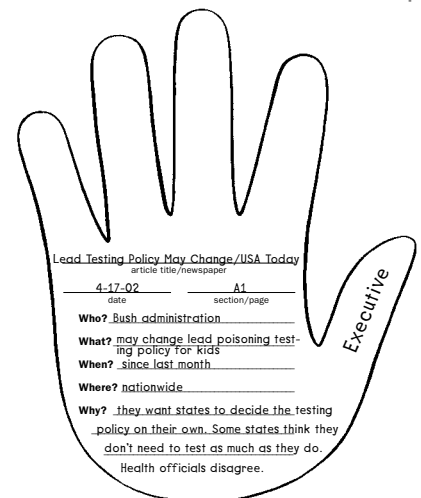 Lead Testing Policy May Change/USA Today
article title/newspaper
4-17-02 A1
date section/page
Who? Bush administration
What? may change lead poisoning test-
ing policy for kids
When? since last month
Where? nationwide
Why? they want states to decide the testing
policy on their own. Some states think they
don't need to test as much as they do.
Health officials disagree.
Executive